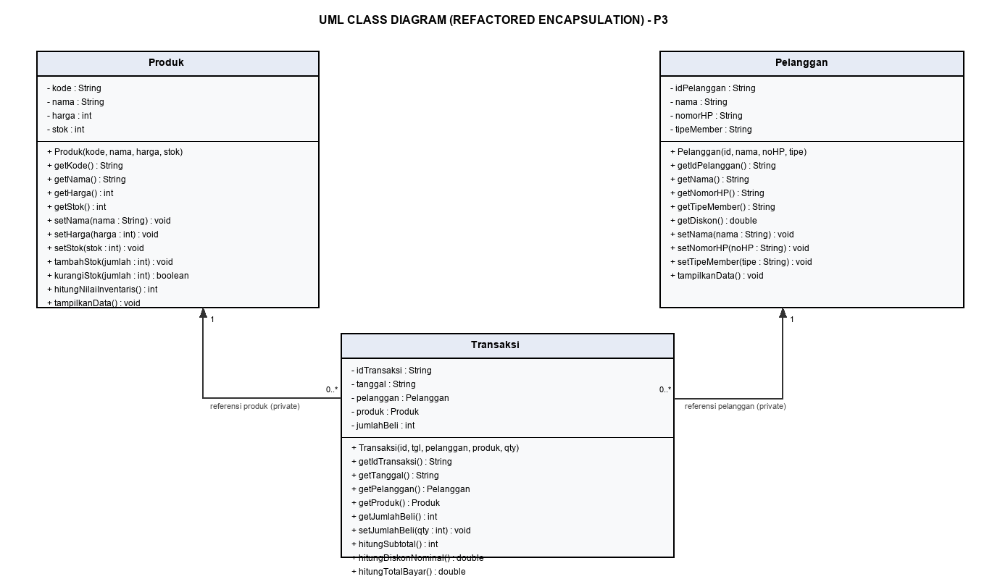 UML CLASS DIAGRAM (REFACTORED ENCAPSULATION) - P3
Produk
- kode : String
- nama : String
- harga : int
- stok : int
+ Produk(kode, nama, harga, stok)
+ getKode() : String
+ getNama() : String
+ getHarga() : int
+ getStok() : int
+ setNama(nama : String) : void
+ setHarga(harga : int) : void
+ setStok(stok : int) : void
+ tambahStok(jumlah : int) : void
+ kurangiStok(jumlah : int) : boolean
+ hitungNilaiInventaris() : int
+ tampilkanData() : void
Pelanggan
- idPelanggan : String
- nama : String
- nomorHP : String
- tipeMember : String
+ Pelanggan(id, nama, noHP, tipe)
+ getIdPelanggan() : String
+ getNama() : String
+ getNomorHP() : String
+ getTipeMember() : String
+ getDiskon() : double
+ setNama(nama : String) : void
+ setNomorHP(noHP : String) : void
+ setTipeMember(tipe : String) : void
+ tampilkanData() : void
1
1
0..*
referensi produk (private)
Transaksi
- idTransaksi : String
- tanggal : String
- pelanggan : Pelanggan
- produk : Produk
- jumlahBeli : int
+ Transaksi(id, tgl, pelanggan, produk, qty)
+ getIdTransaksi() : String
+ getTanggal() : String
+ getPelanggan() : Pelanggan
+ getProduk() : Produk
+ getJumlahBeli() : int
+ setJumlahBeli(qty : int) : void
+ hitungSubtotal() : int
+ hitungDiskonNominal() : double
+ hitungTotalBayar() : double
0..*
referensi pelanggan (private)